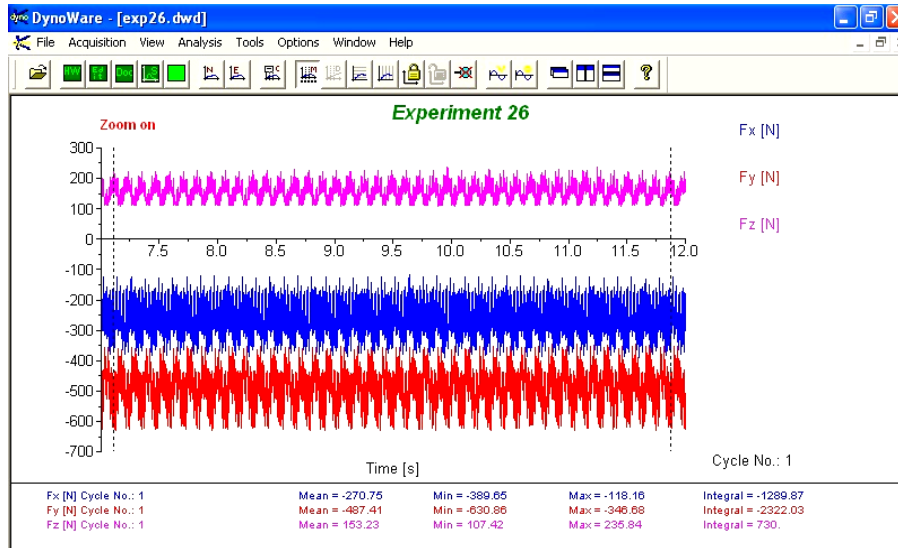 DynoWare - [exp26.dwd]
File Acquisition View Analysis Tools Options Window Help
Experiment 26
Zoom on
Fx [N]
Fy [N]
Fz [N]
300
200
100
0
-100
-200
-300
-400
-500
-600
-700
7.5 8.0 8.5 9.0 9.5 10.0 10.5 11.0 11.5 12.0
Time [s]
Cycle No.: 1
Fx [N] Cycle No.: 1 Mean = -270.75 Min = -389.65 Max = -118.16 Integral = -1289.87
Fy [N] Cycle No.: 1 Mean = -487.41 Min = -630.86 Max = -346.68 Integral = -2322.03
Fz [N] Cycle No.: 1 Mean = 153.23 Min = 107.42 Max = 235.84 Integral = 730.